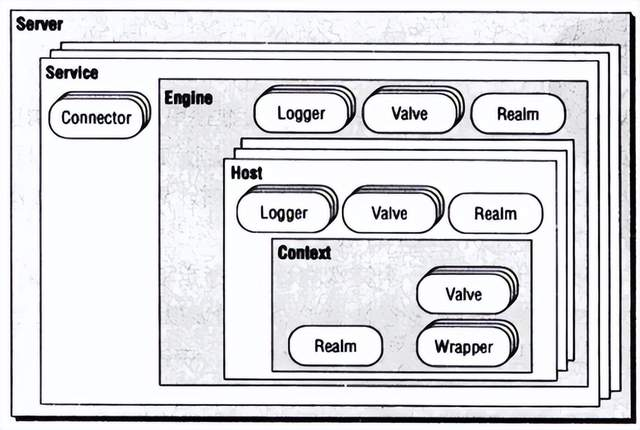 Server
Service
Connector
Engine
Logger
Valve
Realm
Host
Logger
Valve
Realm
Context
Valve
Realm
Wrapper